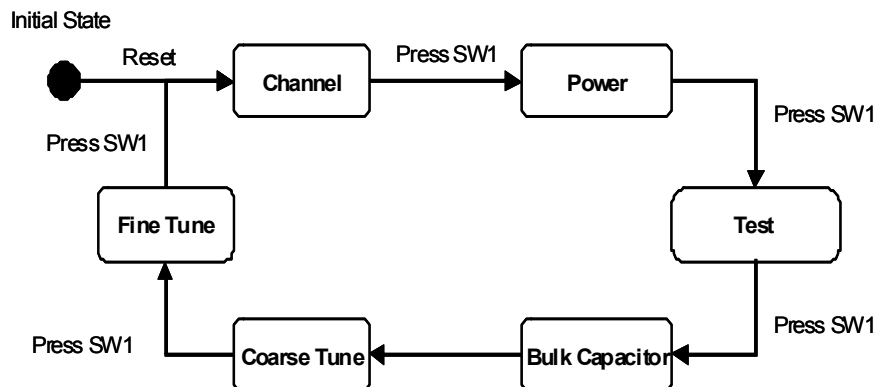 Initial State
Reset
Channel
Press SW1
Power
Press SW1
Press SW1
Fine Tune
Test
Press SW1
Press SW1
Coarse Tune
Bulk Capacitor